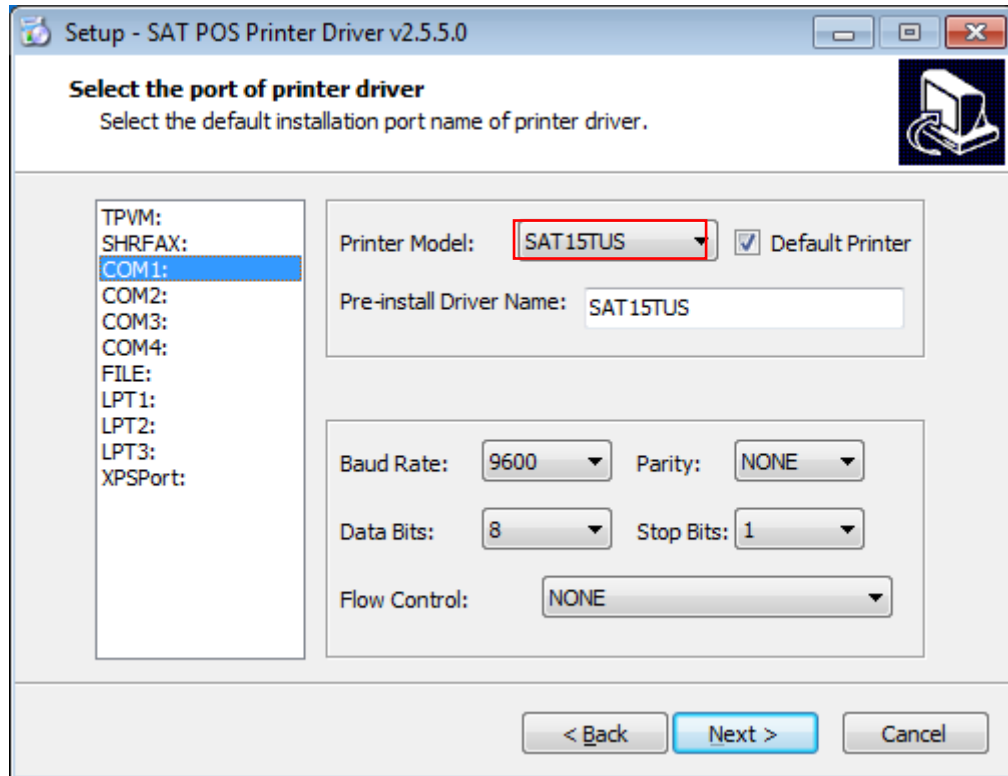 Setup - SAT POS Printer Driver v2.5.5.0
Select the port of printer driver
Select the default installation port name of printer driver.
TPVM:
SHRFAX:
COM1:
COM2:
COM3:
COM4:
FILE:
LPT1:
LPT2:
LPT3:
XPSPort:
Printer Model: SAT15TUS Default Printer
Pre-install Driver Name: SAT15TUS
Baud Rate: 9600 Parity: NONE
Data Bits: 8 Stop Bits: 1
Flow Control: NONE
< Back Next > Cancel